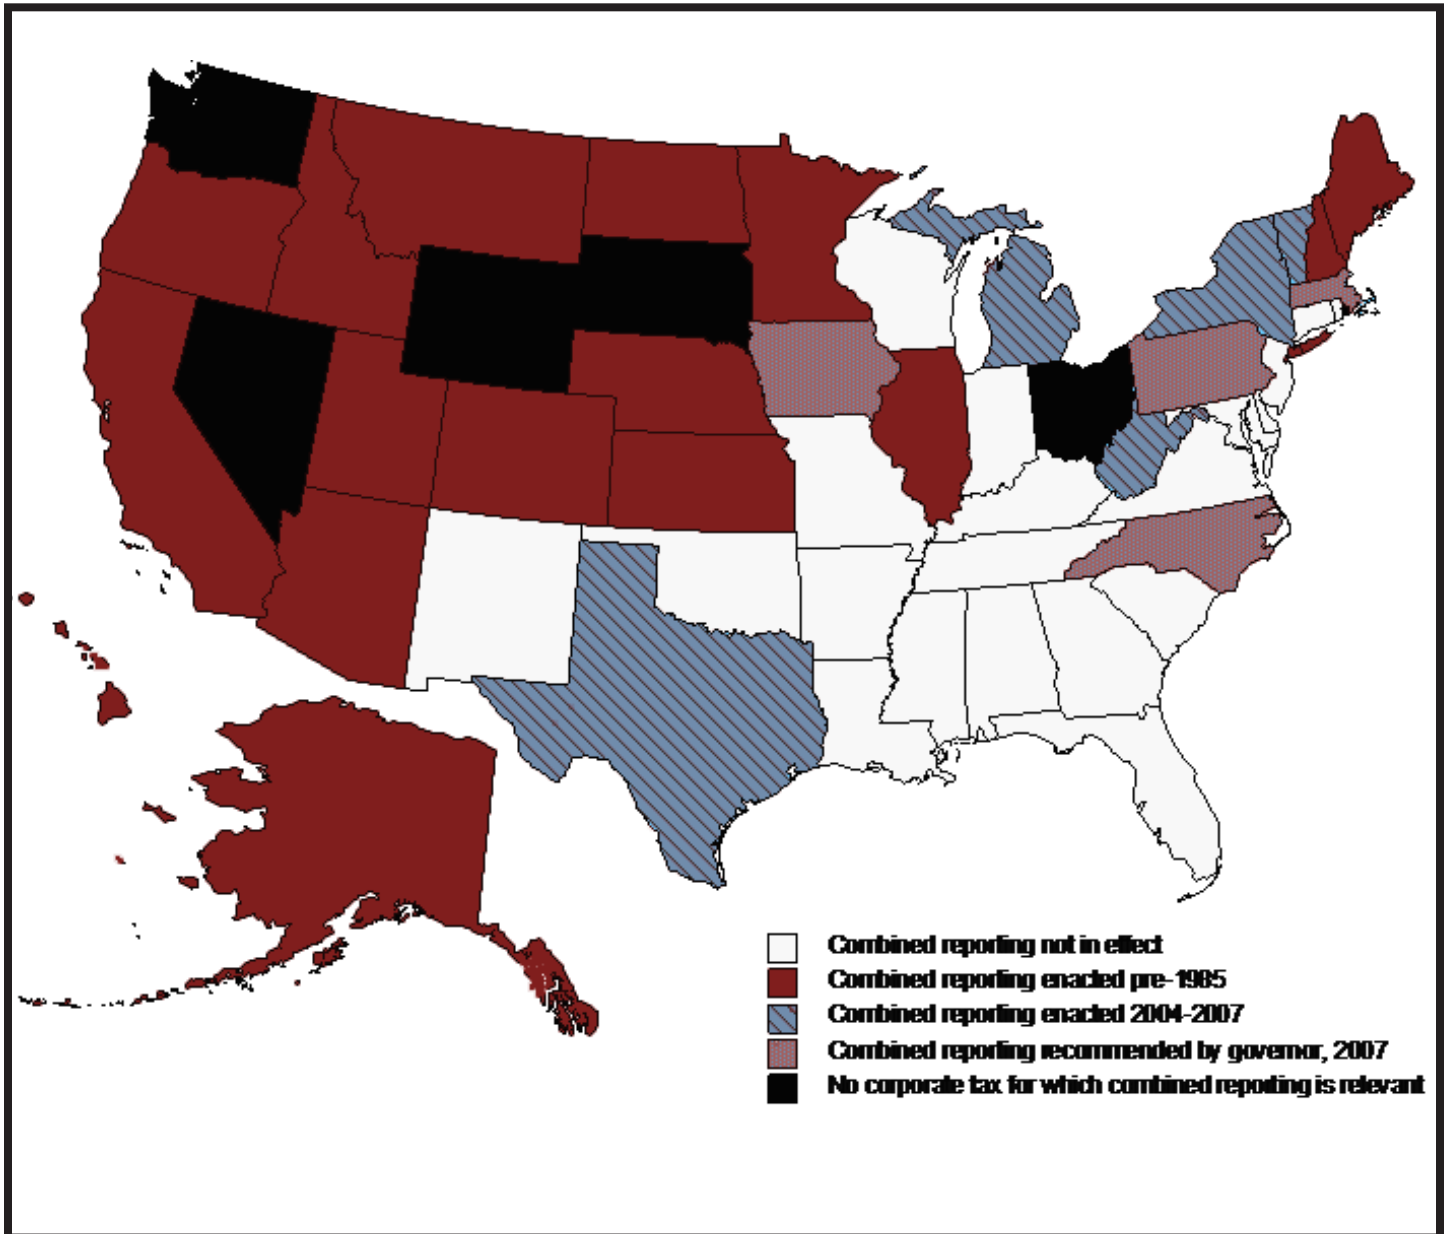 Combined reporting not in effect
Combined reporting enacted pre-1985
Combined reporting enacted 2004-2007
Combined reporting recommended by governor, 2007
No corporate tax for which combined reporting is relevant